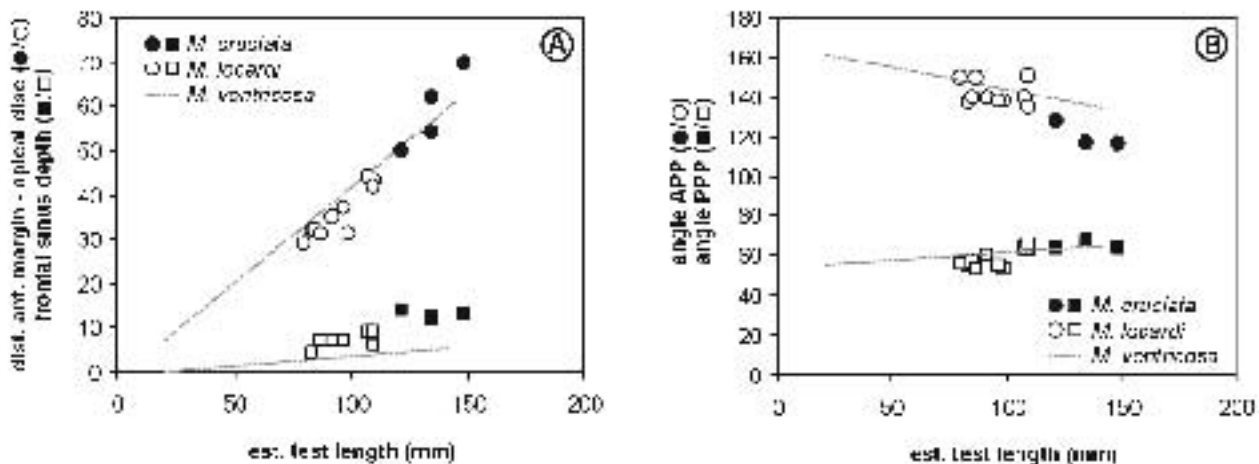 A
dist. ant. margin - apical disc (●/○)
frontal sinus depth (■/□)
80
70
60
50
40
30
20
10
0
●■ M. cruciata
○□ M. locardi
M. ventricosa
0 50 100 150 200
est. test length (mm)
B
angle APP (●/○)
angle PPP (■/□)
180
160
140
120
100
80
60
40
20
0
●■ M. cruciata
○□ M. locardi
M. ventricosa
0 50 100 150 200
est. test length (mm)